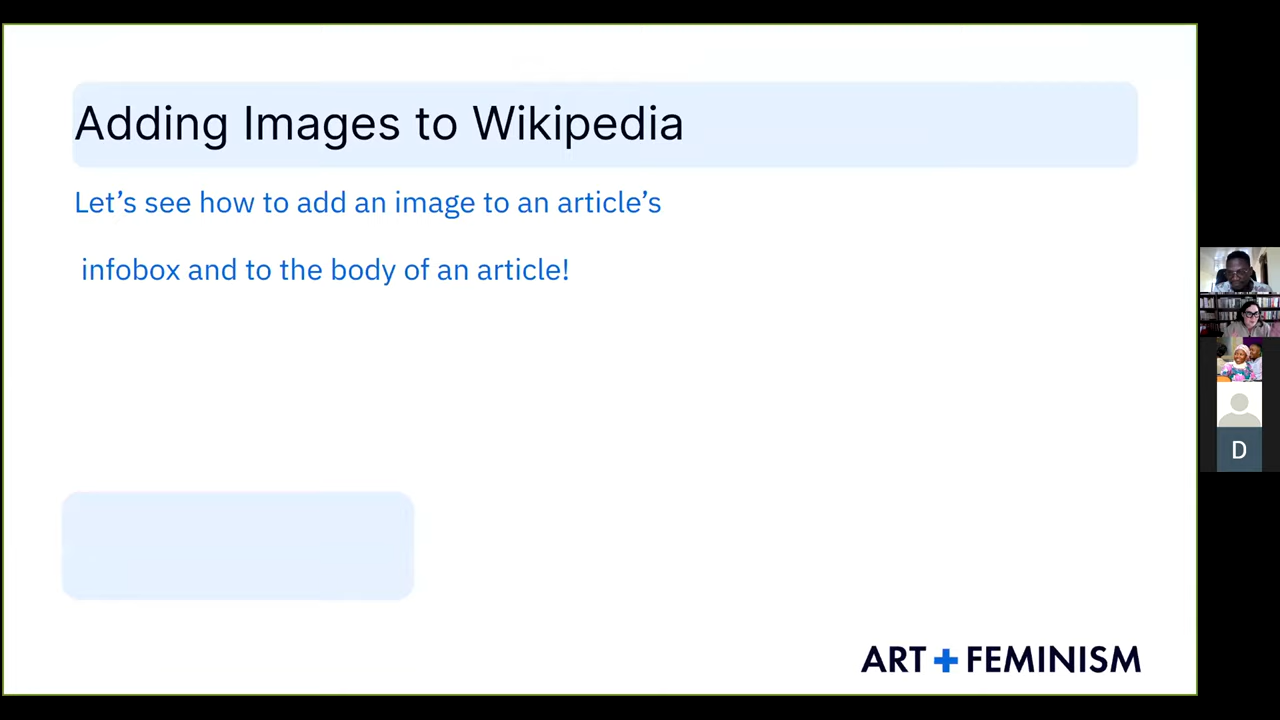 Adding Images to Wikipedia
Let’s see how to add an image to an article’s
infobox and to the body of an article!
ART + FEMINISM
D